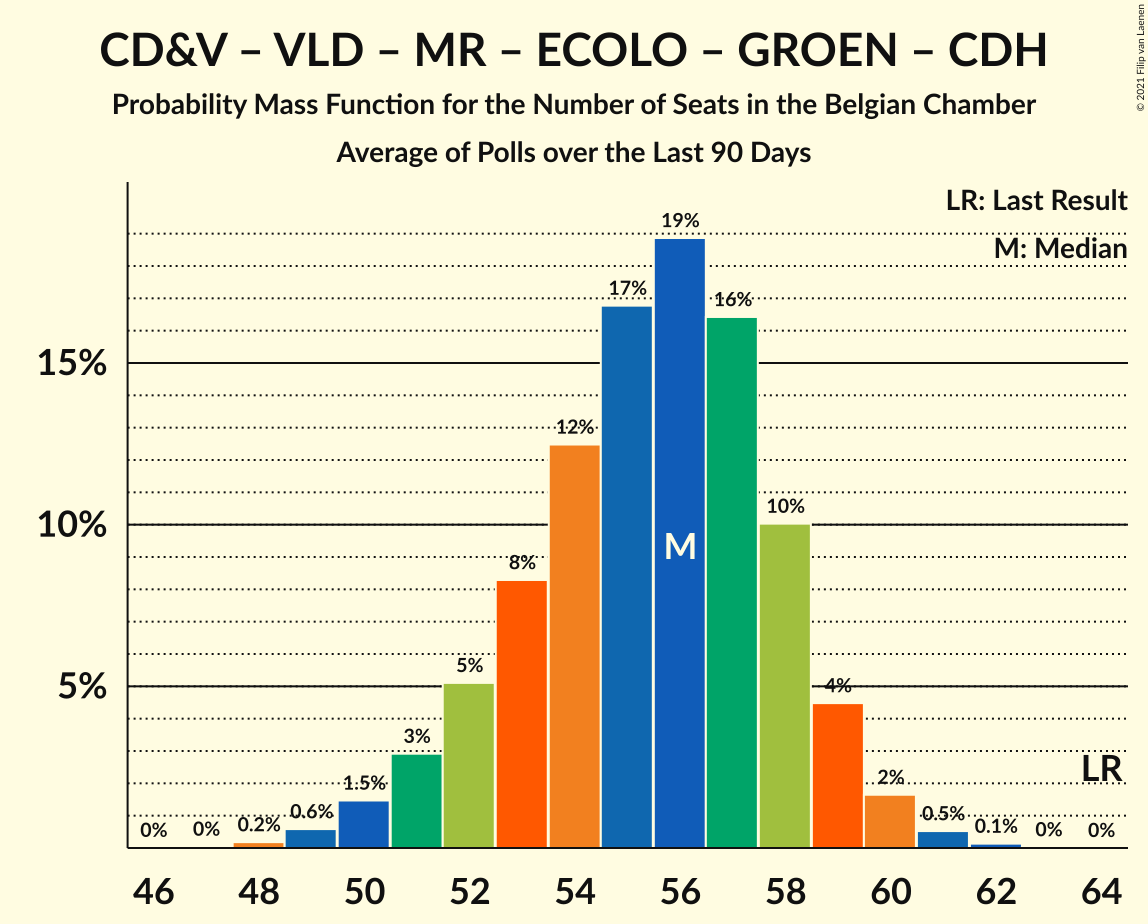 CD&V – VLD – MR – ECOLO – GROEN – CDH
Probability Mass Function for the Number of Seats in the Belgian Chamber
Average of Polls over the Last 90 Days
© 2021 Filip van Laenen
LR: Last Result
M: Median
15%
10%
5%
0%
0%
0.2%
0.6%
1.5%
3%
5%
8%
12%
17%
19%
16%
10%
4%
2%
0.5%
0.1%
0%
0%
M
LR
46 48 50 52 54 56 58 60 62 64